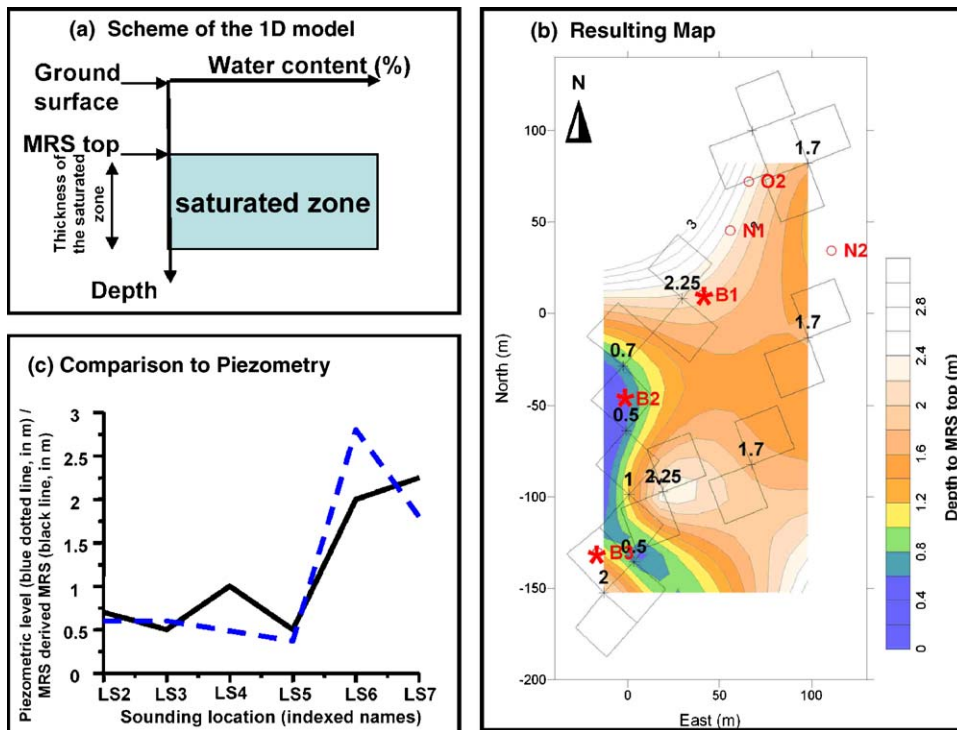 (a) Scheme of the 1D model
Ground
surface
Water content (%)
MRS top
Thickness of
the saturated
zone
saturated zone
Depth
(c) Comparison to Piezometry
Piezometric level (blue dotted line, in m) /
MRS derived MRS (black line, in m)
3
2.5
2
1.5
1
0.5
0
LS2 LS3 LS4 LS5 LS6 LS7
Sounding location (indexed names)
(b) Resulting Map
N
North (m)
100
50
0
-50
-100
-150
-200
0 50 100
East (m)
1.7
O2
3
N1
2
N2
2.25
B1
1.7
0.7
B2
0.5
1.7
2.25
1
0.5
B3
2
Depth to MRS top (m)
2.8
2.4
2
1.6
1.2
0.8
0.4
0